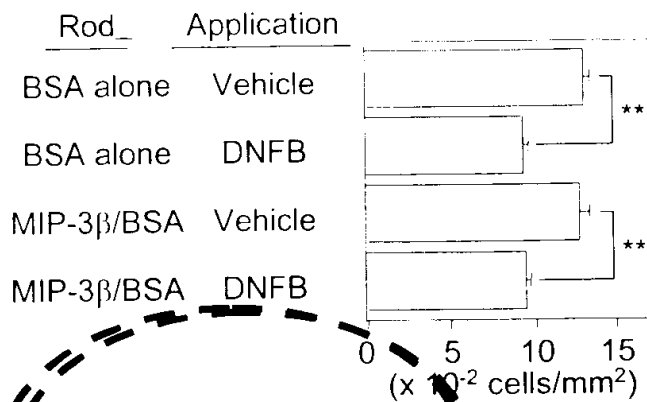 Rod_ Application
BSA alone Vehicle
**
BSA alone DNFB
MIP-3β/BSA Vehicle
**
MIP-3β/BSA DNFB
0 5 10 15
(x 10-2 cells/mm2)